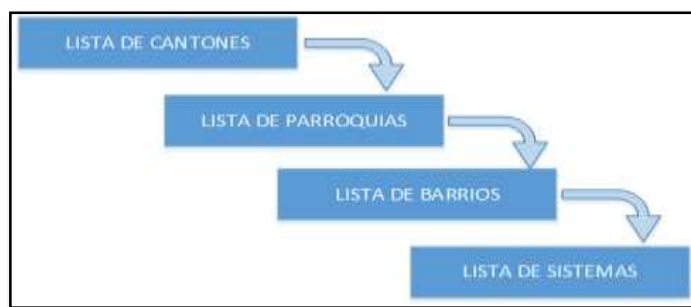 LISTA DE CANTONES
LISTA DE PARROQUIAS
LISTA DE BARRIOS
LISTA DE SISTEMAS